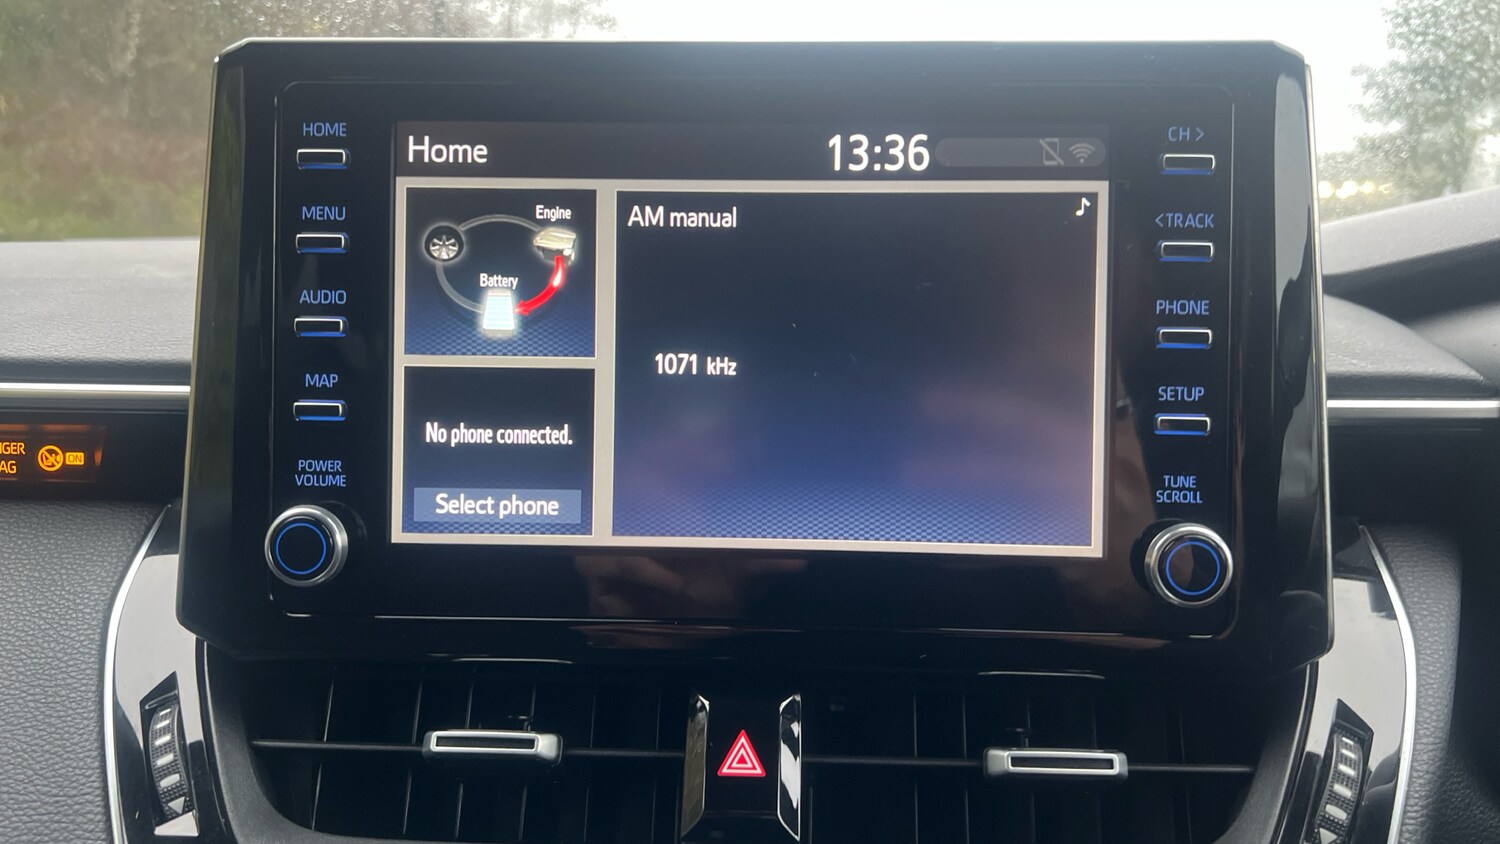 HOME
MENU
AUDIO
MAP
POWER
VOLUME
Home
13:36
Engine
Battery
No phone connected.
Select phone
AM manual
1071 kHz
CH >
<TRACK
PHONE
SETUP
TUNE
SCROLL
ON